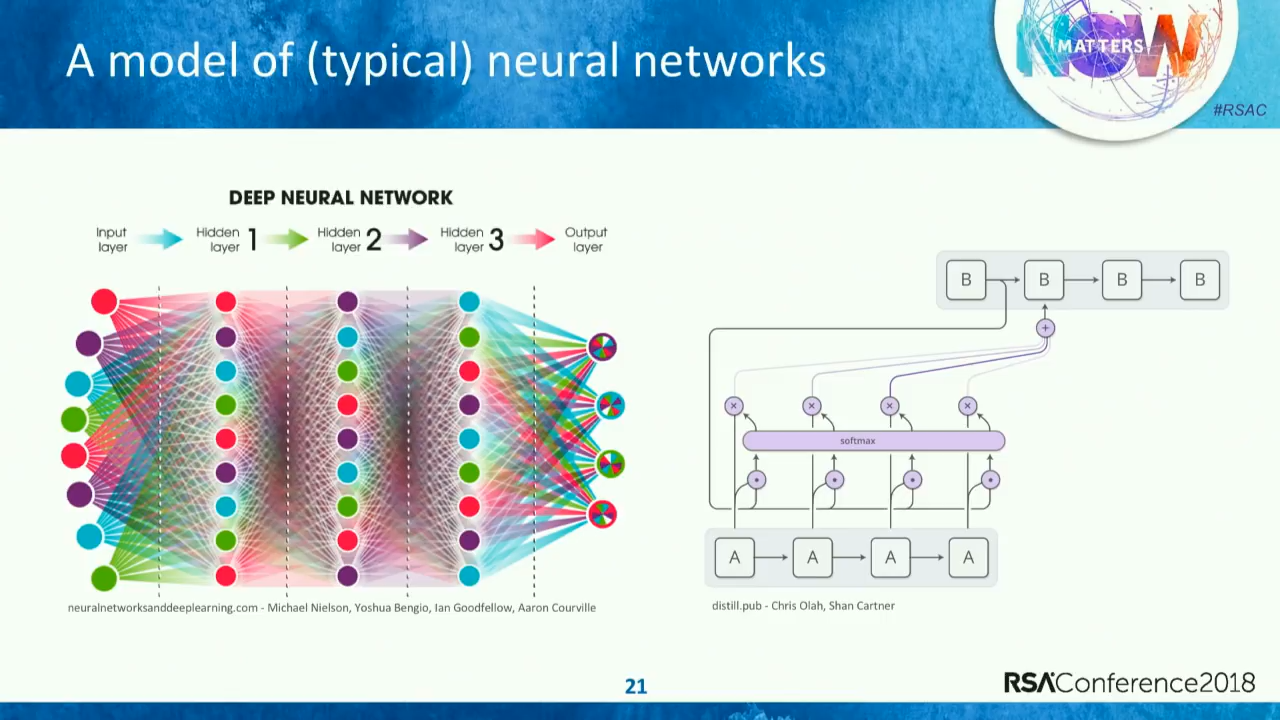 A model of (typical) neural networks
NOW
MATTERS
#RSAC
DEEP NEURAL NETWORK
Input
layer
Hidden
layer 1
Hidden
layer 2
Hidden
layer 3
Output
layer
B B B B
+
× × × ×
softmax
A A A A
neuralnetworksanddeeplearning.com - Michael Nielson, Yoshua Bengio, Ian Goodfellow, Aaron Courville
distill.pub - Chris Olah, Shan Cartner
21
RSAConference2018